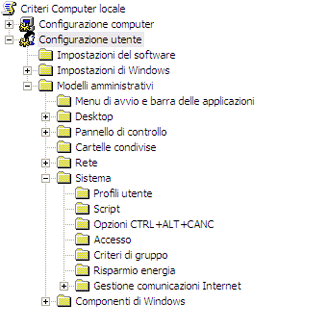 Criteri Computer locale
Configurazione computer
Configurazione utente
Impostazioni del software
Impostazioni di Windows
Modelli amministrativi
Menu di avvio e barra delle applicazioni
Desktop
Pannello di controllo
Cartelle condivise
Rete
Sistema
Profili utente
Script
Opzioni CTRL+ALT+CANC
Accesso
Criteri di gruppo
Risparmio energia
Gestione comunicazioni Internet
Componenti di Windows